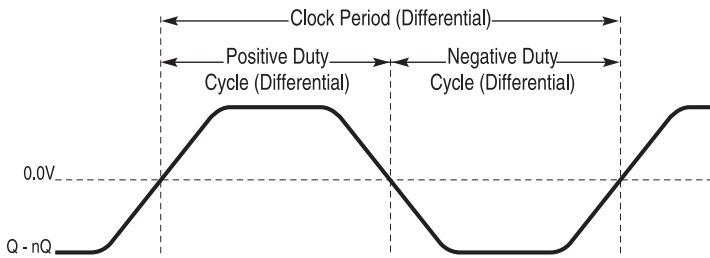 Clock Period (Differential)
Positive Duty
Cycle (Differential)
Negative Duty
Cycle (Differential)
0.0V
Q - nQ